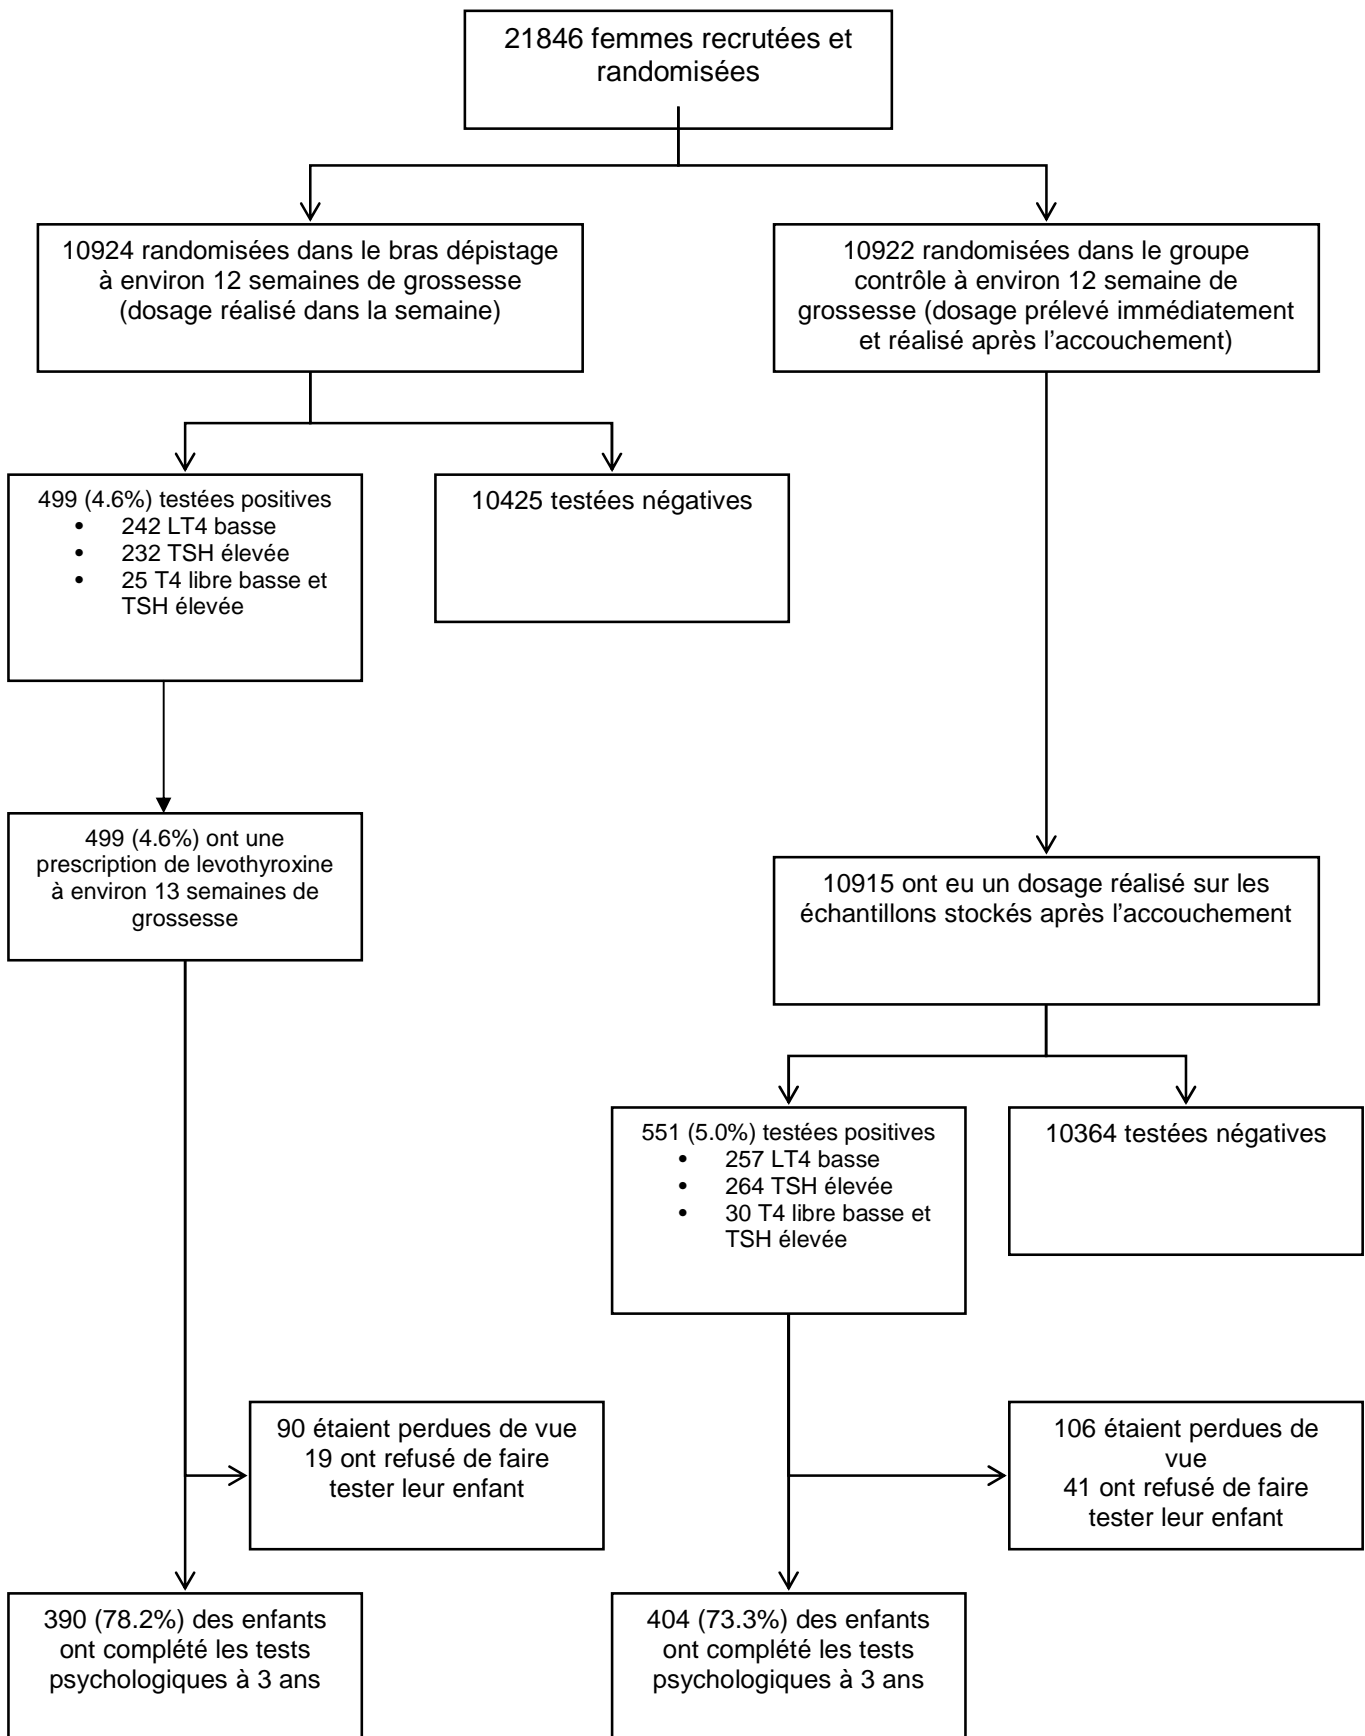 21846 femmes recrutées et
randomisées
10924 randomisées dans le bras dépistage
à environ 12 semaines de grossesse
(dosage réalisé dans la semaine)
10922 randomisées dans le groupe
contrôle à environ 12 semaine de
grossesse (dosage prélevé immédiatement
et réalisé après l'accouchement)
499 (4.6%) testées positives
• 242 LT4 basse
• 232 TSH élevée
• 25 T4 libre basse et
TSH élevée
10425 testées négatives
499 (4.6%) ont une
prescription de levothyroxine
à environ 13 semaines de
grossesse
10915 ont eu un dosage réalisé sur les
échantillons stockés après l'accouchement
551 (5.0%) testées positives
• 257 LT4 basse
• 264 TSH élevée
• 30 T4 libre basse et
TSH élevée
10364 testées négatives
90 étaient perdues de vue
19 ont refusé de faire
tester leur enfant
106 étaient perdues de
vue
41 ont refusé de faire
tester leur enfant
390 (78.2%) des enfants
ont complété les tests
psychologiques à 3 ans
404 (73.3%) des enfants
ont complété les tests
psychologiques à 3 ans